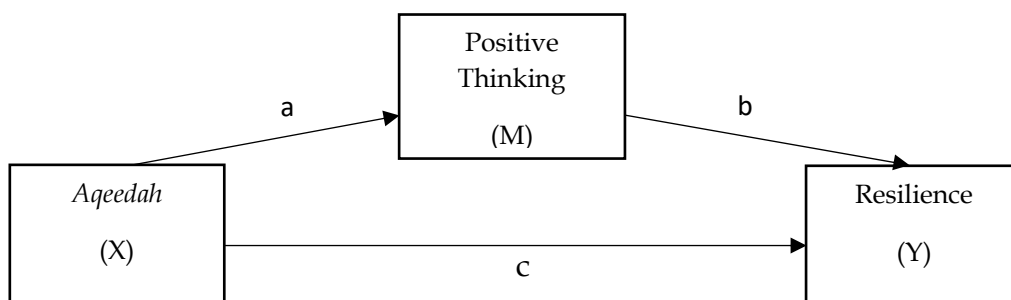 Positive
Thinking
(M)
a
b
Aqeedah
(X)
Resilience
(Y)
c